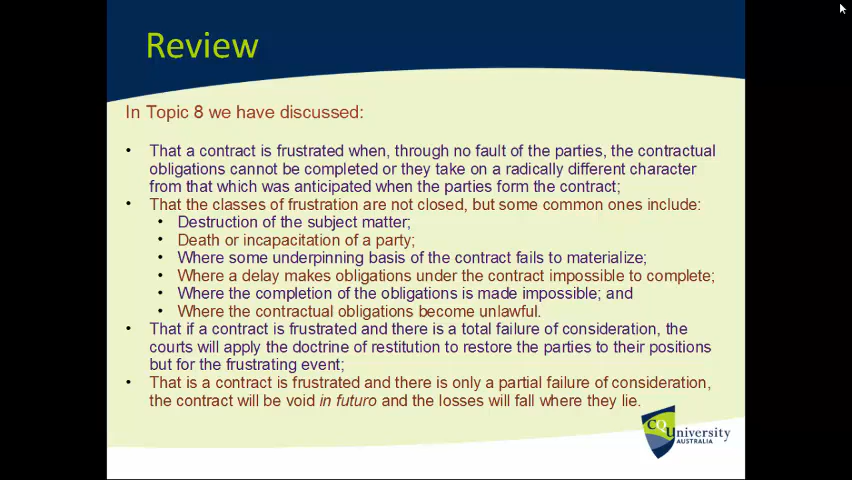 Review
In Topic 8 we have discussed:
• That a contract is frustrated when, through no fault of the parties, the contractual
obligations cannot be completed or they take on a radically different character
from that which was anticipated when the parties form the contract;
• That the classes of frustration are not closed, but some common ones include:
• Destruction of the subject matter;
• Death or incapacitation of a party;
• Where some underpinning basis of the contract fails to materialize;
• Where a delay makes obligations under the contract impossible to complete;
• Where the completion of the obligations is made impossible; and
• Where the contractual obligations become unlawful.
• That if a contract is frustrated and there is a total failure of consideration, the
courts will apply the doctrine of restitution to restore the parties to their positions
but for the frustrating event;
• That is a contract is frustrated and there is only a partial failure of consideration,
the contract will be void in futuro and the losses will fall where they lie.
CQUniversity
AUSTRALIA